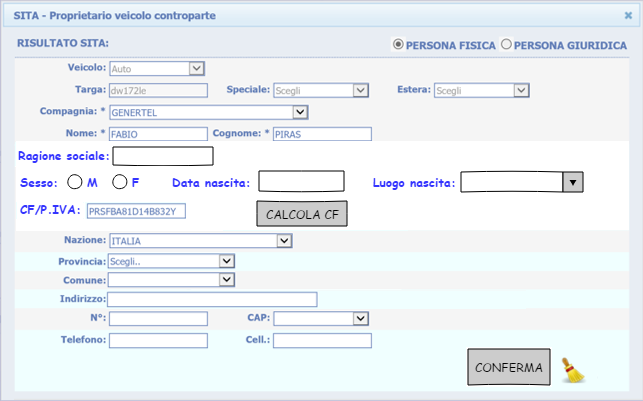 SITA - Proprietario veicolo controparte
RISULTATO SITA: PERSONA FISICA PERSONA GIURIDICA
Veicolo: Auto
Targa: dw172le Speciale: Scegli Estera: Scegli
Compagnia: * GENERTEL
Nome: * FABIO Cognome: * PIRAS
Ragione sociale:
Sesso: M F Data nascita: Luogo nascita:
CF/P.IVA: PRSFBA81D14B832Y CALCOLA CF
Nazione: ITALIA
Provincia: Scegli..
Comune:
Indirizzo:
N°: CAP:
Telefono: Cell.:
CONFERMA